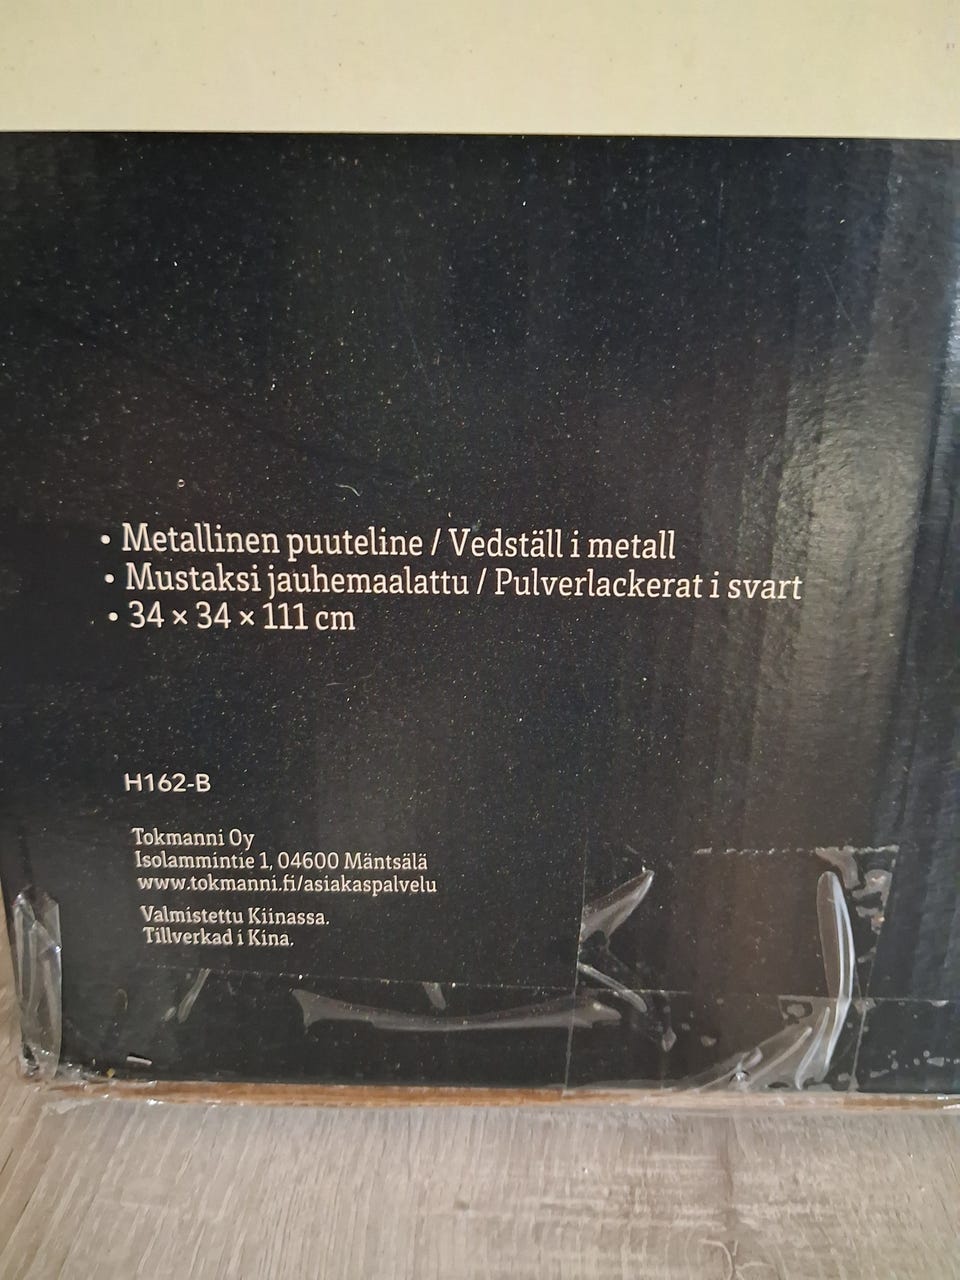 • Metallinen puuteline / Vedställ i metall
• Mustaksi jauhemaalattu / Pulverlackerat i svart
• 34 × 34 × 111 cm
H162-B
Tokmanni Oy
Isolammintie 1, 04600 Mäntsälä
www.tokmanni.fi/asiakaspalvelu
Valmistettu Kiinassa.
Tillverkad i Kina.